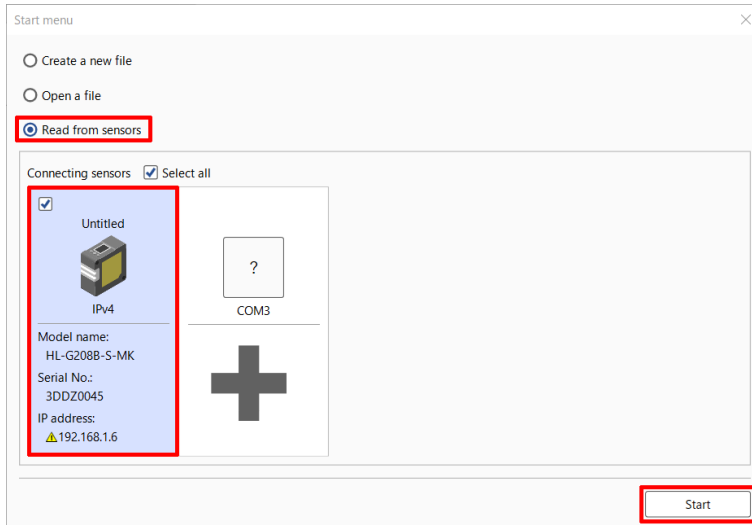 Start menu
Create a new file
Open a file
Read from sensors
Connecting sensors Select all
Untitled
IPv4
Model name:
HL-G208B-S-MK
Serial No.:
3DDZ0045
IP address:
192.168.1.6
?
COM3
Start